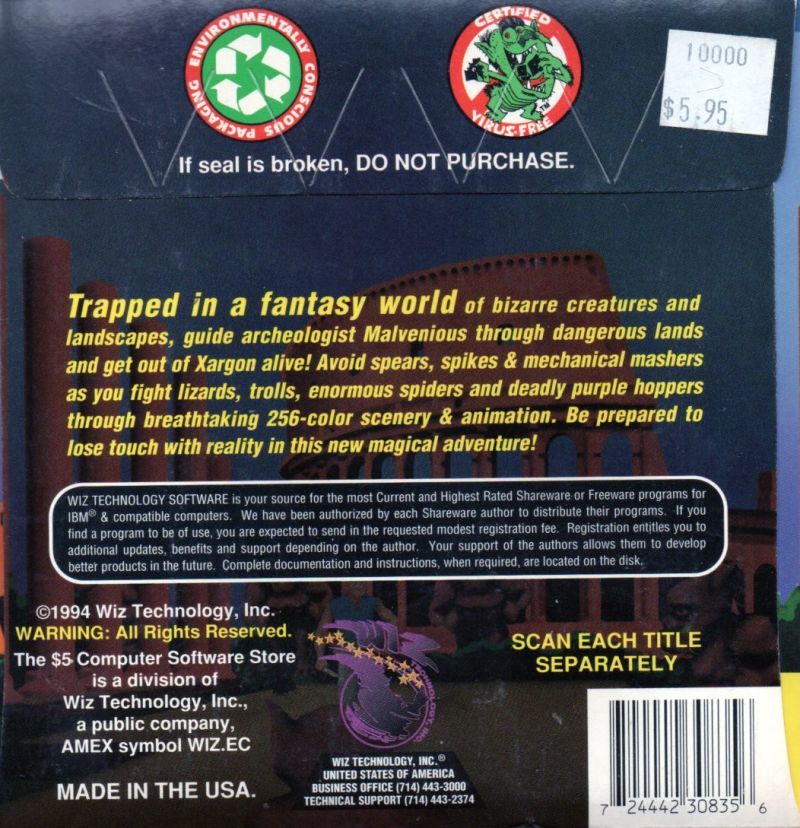 ENVIRONMENTALLY CONSCIOUS PACKAGING
CERTIFIED
VIRUS-FREE
TM
10000
$5.95
If seal is broken, DO NOT PURCHASE.
Trapped in a fantasy world of bizarre creatures and
landscapes, guide archeologist Malvenious through dangerous lands
and get out of Xargon alive! Avoid spears, spikes & mechanical mashers
as you fight lizards, trolls, enormous spiders and deadly purple hoppers
through breathtaking 256-color scenery & animation. Be prepared to
lose touch with reality in this new magical adventure!
WIZ TECHNOLOGY SOFTWARE is your source for the most Current and Highest Rated Shareware or Freeware programs for
IBM® & compatible computers. We have been authorized by each Shareware author to distribute their programs. If you
find a program to be of use, you are expected to send in the requested modest registration fee. Registration entitles you to
additional updates, benefits and support depending on the author. Your support of the authors allows them to develop
better products in the future. Complete documentation and instructions, when required, are located on the disk.
©1994 Wiz Technology, Inc.
WARNING: All Rights Reserved.
The $5 Computer Software Store
is a division of
Wiz Technology, Inc.,
a public company,
AMEX symbol WIZ.EC
MADE IN THE USA.
TECHNOLOGY, INC
WIZ TECHNOLOGY, INC.®
UNITED STATES OF AMERICA
BUSINESS OFFICE (714) 443-3000
TECHNICAL SUPPORT (714) 443-2374
SCAN EACH TITLE
SEPARATELY
7 24442 30835 6